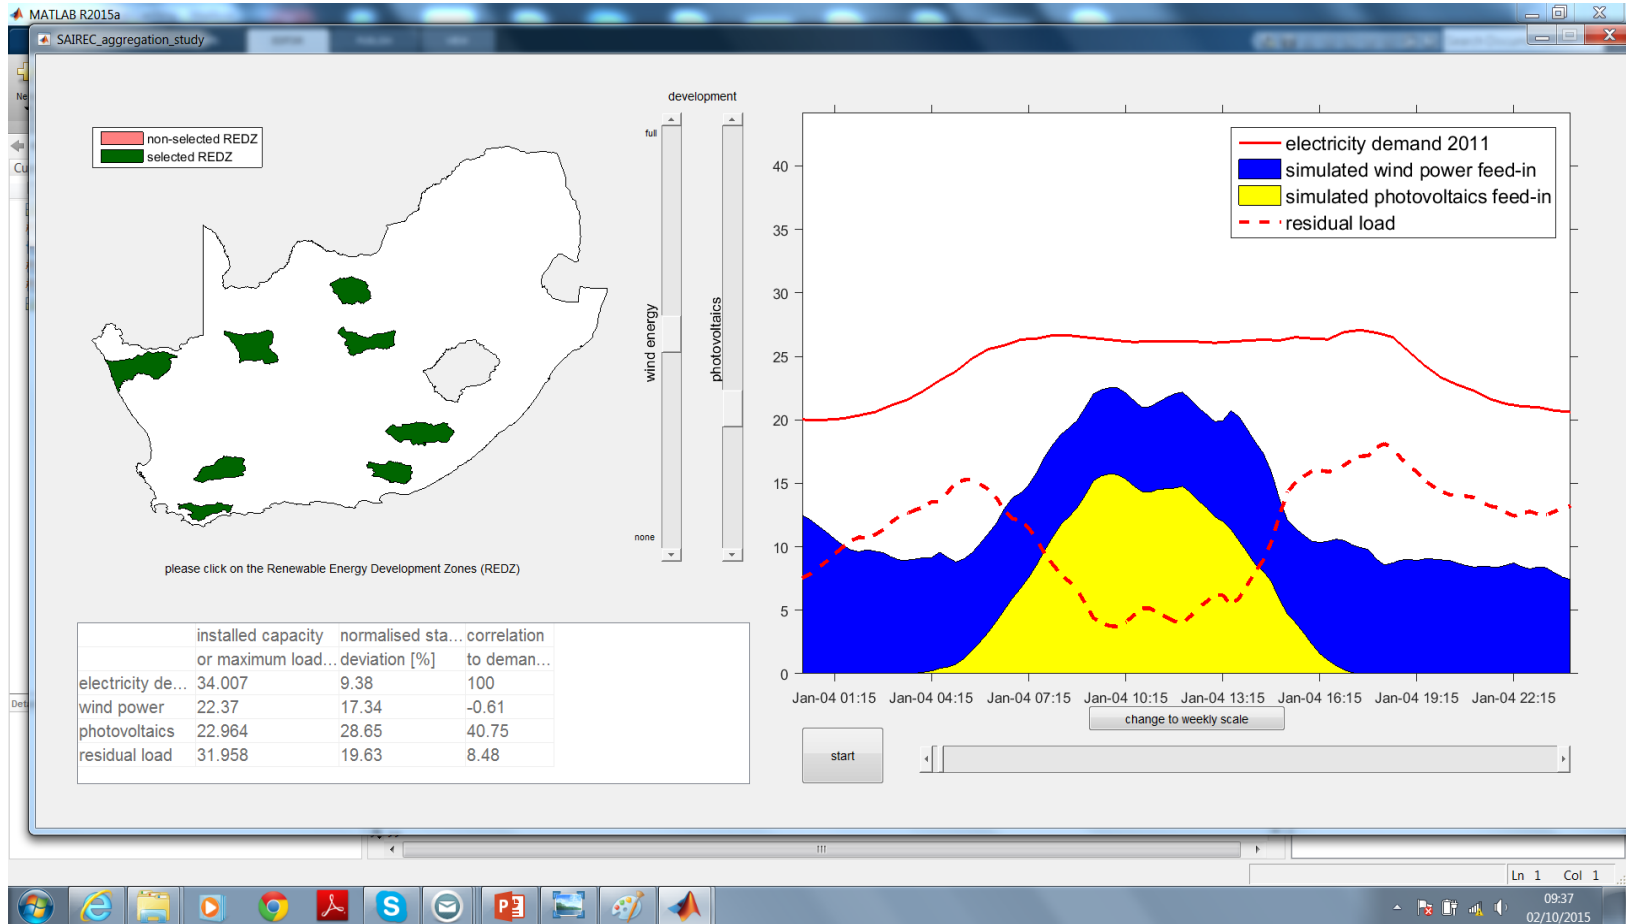 MATLAB R2015a
SAIREC_aggregation_study
Ne
Cu
Deta
development
full
none
wind energy
photovoltaics
non-selected REDZ
selected REDZ
please click on the Renewable Energy Development Zones (REDZ)
installed capacity normalised sta... correlation
or maximum load... deviation [%] to deman...
electricity de... 34.007 9.38 100
wind power 22.37 17.34 -0.61
photovoltaics 22.964 28.65 40.75
residual load 31.958 19.63 8.48
electricity demand 2011
simulated wind power feed-in
simulated photovoltaics feed-in
residual load
40
35
30
25
20
15
10
5
0
Jan-04 01:15 Jan-04 04:15 Jan-04 07:15 Jan-04 10:15 Jan-04 13:15 Jan-04 16:15 Jan-04 19:15 Jan-04 22:15
change to weekly scale
start
Ln 1 Col 1
09:37
02/10/2015